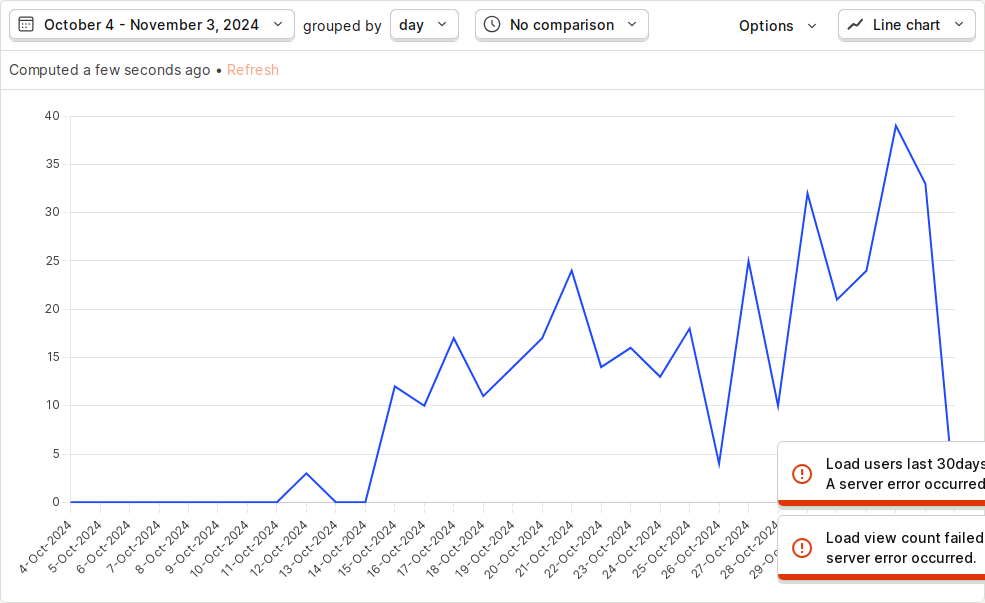 October 4 - November 3, 2024
grouped by
day
No comparison
Options
Line chart
Computed a few seconds ago • Refresh
40
35
30
25
20
15
10
5
0
4-Oct-2024
5-Oct-2024
6-Oct-2024
7-Oct-2024
8-Oct-2024
9-Oct-2024
10-Oct-2024
11-Oct-2024
12-Oct-2024
13-Oct-2024
14-Oct-2024
15-Oct-2024
16-Oct-2024
17-Oct-2024
18-Oct-2024
19-Oct-2024
20-Oct-2024
21-Oct-2024
22-Oct-2024
23-Oct-2024
24-Oct-2024
25-Oct-2024
26-Oct-2024
27-Oct-2024
28-Oct-2024
Load users last 30days
A server error occurred
Load view count failed
server error occurred.